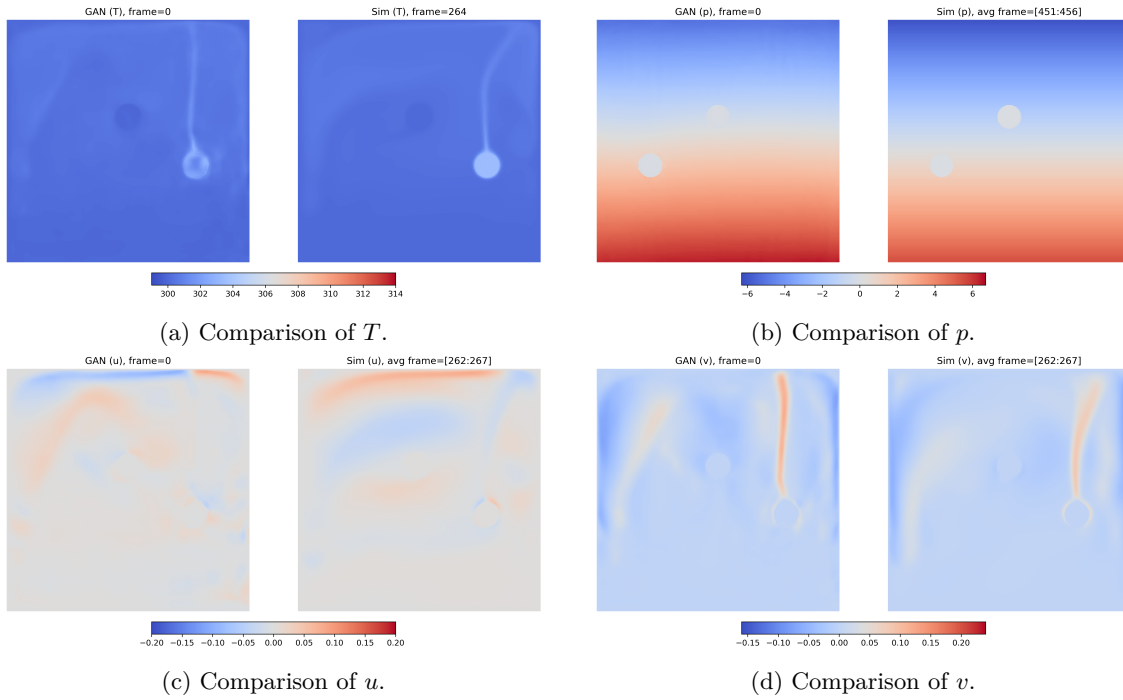 GAN (T), frame=0
Sim (T), frame=264
GAN (p), frame=0
Sim (p), avg frame=[451:456]
300 302 304 306 308 310 312 314
−6 −4 −2 0 2 4 6
(a) Comparison of T.
(b) Comparison of p.
GAN (u), frame=0
Sim (u), avg frame=[262:267]
GAN (v), frame=0
Sim (v), avg frame=[262:267]
−0.20 −0.15 −0.10 −0.05 0.00 0.05 0.10 0.15 0.20
−0.15 −0.10 −0.05 0.00 0.05 0.10 0.15 0.20
(c) Comparison of u.
(d) Comparison of v.